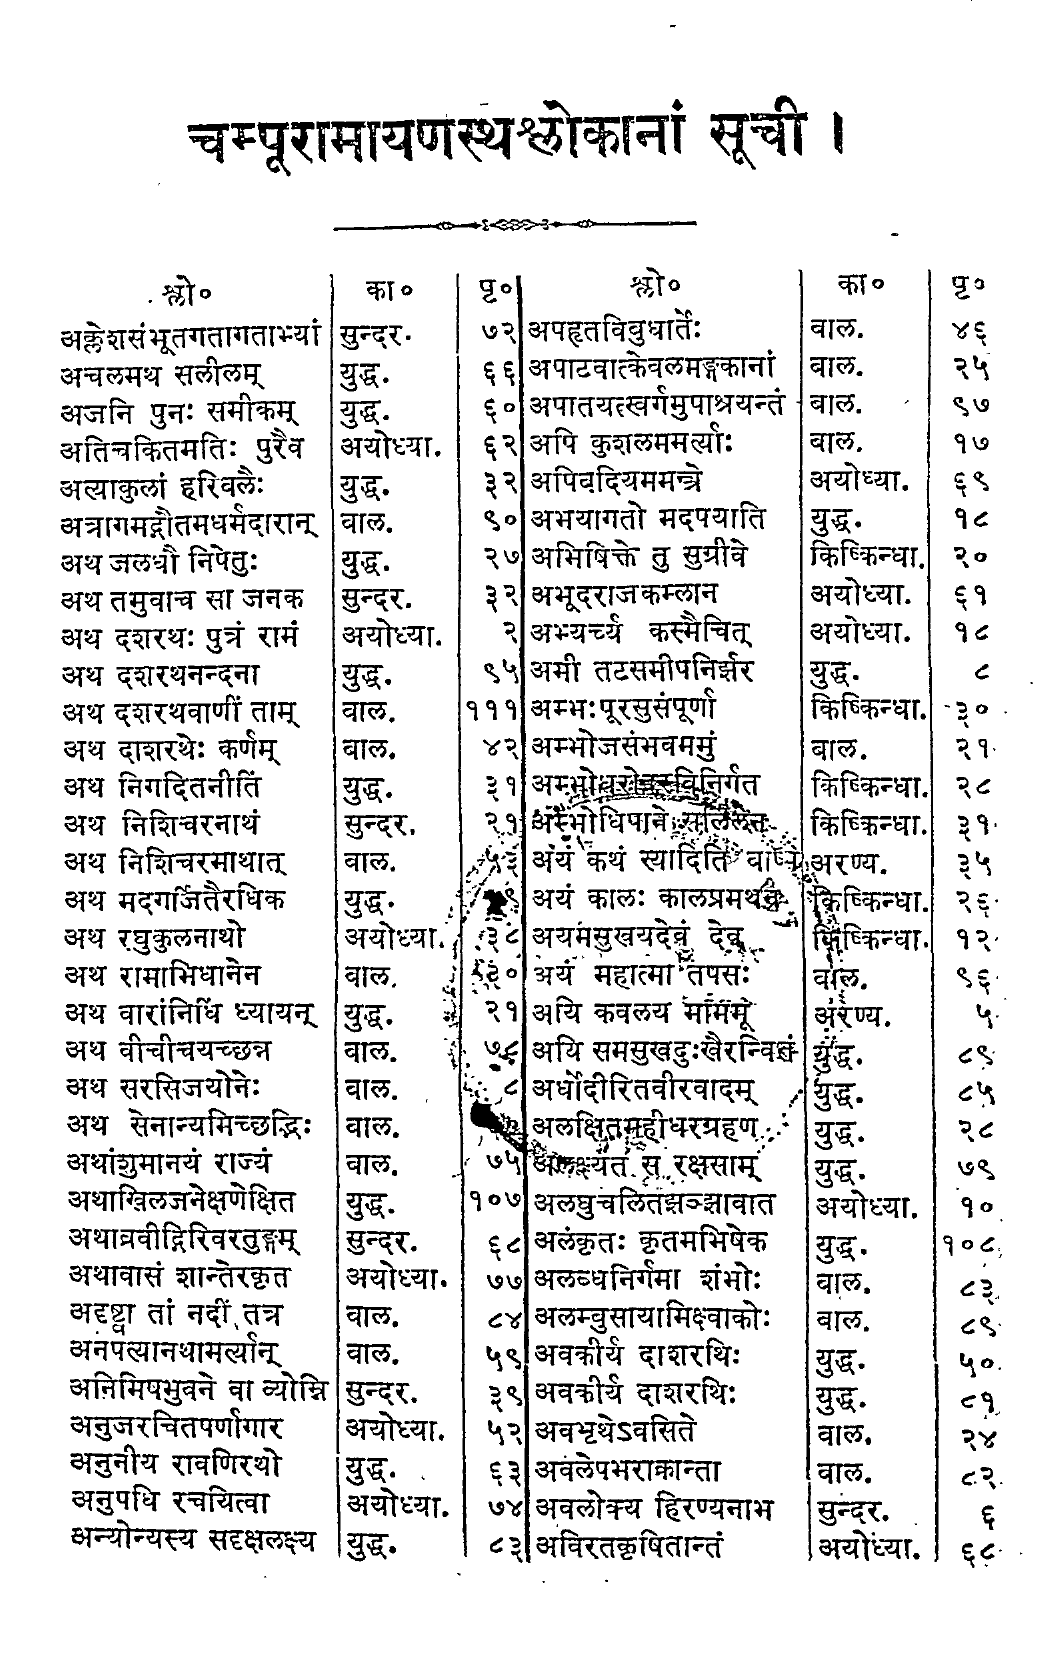 चम्पूरामायणस्थश्लोकानां सूची ।
श्लो० का० पृ०
अक्लेशसंभूतगतागताभ्यां सुन्दर. ७२
अचलमथ सलीलम् युद्ध. ६६
अजनि पुनः समीकम् युद्ध. ६०
अतिचकितमतिः पुरैव अयोध्या. ६२
अत्याकुलां हरिवलैः युद्ध. ३२
अत्रागमद्गौतमधर्मदारान् वाल. ९०
अथ जलधौ निपेतुः युद्ध. २७
अथ तमुवाच सा जनक सुन्दर. ३२
अथ दशरथः पुत्रं रामं अयोध्या. २
अथ दशरथनन्दना युद्ध. ९५
अथ दशरथवाणीं ताम् वाल. १११
अथ दाशरथेः कर्णम् वाल. ४२
अथ निगदितनीतिं युद्ध. ३१
अथ निशिचरनाथं सुन्दर. २१
अथ निशिचरमाथात् वाल. ५३
अथ मदगर्जितैरधिक युद्ध.
अथ रघुकुलनाथो अयोध्या. ३८
अथ रामाभिधानेन वाल. ३०
अथ वारांनिधिं ध्यायन् युद्ध. २१
अथ वीचीचयच्छन्न वाल. ७८
अथ सरसिजयोनेः वाल. ८
अथ सेनान्यमिच्छद्भिः वाल.
अथांशुमानयं राज्यं वाल. ७५
अथाखिलजनेक्षणेक्षित युद्ध. १०७
अथाव्रवीद्गिरिवरतुङ्गम् सुन्दर. ६८
अथावासं शान्तेरकृत अयोध्या. ७७
अदृष्ट्वा तां नदीं तत्र वाल. ८४
अनपत्यानथामर्त्यान् वाल. ५९
अनिमिषभुवने वा व्योम्नि सुन्दर. ३९
अनुजरचितपर्णागार अयोध्या. ५२
अनुनीय रावणिरथो युद्ध. ६३
अनुपधि रचयित्वा अयोध्या. ७४
अन्योन्यस्य सदृक्षलक्ष्य युद्ध. ८३
श्लो० का० पृ०
अपहृतविवुधार्तेः वाल. ४६
अपाटवात्केवलमङ्गकानां वाल. २५
अपातयत्स्वर्गमुपाश्रयन्तं वाल. ९७
अपि कुशलममर्त्याः वाल. १७
अपिबदियममन्त्रे अयोध्या. ६९
अभयागतो मदपयाति युद्ध. १८
अभिषिक्ते तु सुग्रीवे किष्किन्धा. २०
अभूदराजकम्लान अयोध्या. ६१
अभ्यर्च्य कस्मैचित् अयोध्या. १८
अमी तटसमीपनिर्झर युद्ध. ८
अम्भःपूरसुसंपूर्णा किष्किन्धा. ३०
अम्भोजसंभवममुं वाल. २१
अम्भोधरोदरविनिर्गत किष्किन्धा. २८
अम्भोधिपाने सलिलेन किष्किन्धा. ३१
अयं कथं स्यादिति वाष्प अरण्य. ३५
अयं कालः कालप्रमथन किष्किन्धा. २६
अयमसुखयदेवं देव किष्किन्धा. १२
अयं महात्मा तपसः वाल. ९६
अयि कवलय माममूं अरण्य. ५
अयि समसुखदुःखैरन्वितं युद्ध. ८९
अर्धोदीरितवीरवादम् युद्ध. ८५
अलक्षितमहीधरग्रहण युद्ध. २८
अलक्ष्यत स रक्षसाम् युद्ध. ७९
अलघुचलितझञ्झावात अयोध्या. १०
अलंकृतः कृतमभिषेक युद्ध. १०८
अलब्धनिर्गमा शंभोः वाल. ८३
अलम्बुसायामिक्ष्वाकोः वाल. ८९
अवकीर्य दाशरथिः युद्ध. ५०
अवकीर्य दाशरथिः युद्ध. ८१
अवभृथेऽवसिते वाल. २४
अवलेपभराक्रान्ता वाल. ८२
अवलोक्य हिरण्यनाभ सुन्दर. ६
अविरतकृषितान्तं अयोध्या. ६८